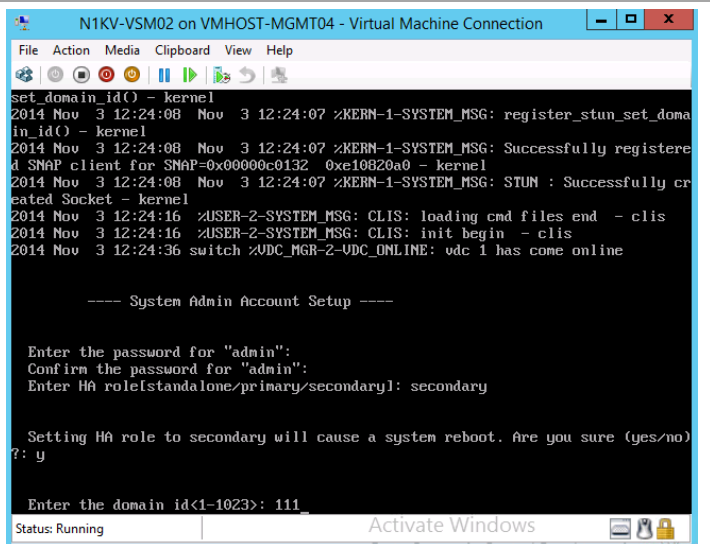 N1KV-VSM02 on VMHOST-MGMT04 - Virtual Machine Connection
File Action Media Clipboard View Help
set_domain_id() - kernel
2014 Nov  3 12:24:08  Nov  3 12:24:07 %KERN-1-SYSTEM_MSG: register_stun_set_doma
in_id() - kernel
2014 Nov  3 12:24:08  Nov  3 12:24:07 %KERN-1-SYSTEM_MSG: Successfully registere
d SNAP client for SNAP=0x00000c0132  0xe10820a0 - kernel
2014 Nov  3 12:24:08  Nov  3 12:24:07 %KERN-1-SYSTEM_MSG: STUN : Successfully cr
eated Socket - kernel
2014 Nov  3 12:24:16  %USER-2-SYSTEM_MSG: CLIS: loading cmd files end  - clis
2014 Nov  3 12:24:16  %USER-2-SYSTEM_MSG: CLIS: init begin  - clis
2014 Nov  3 12:24:36 switch %VDC_MGR-2-VDC_ONLINE: vdc 1 has come online
---- System Admin Account Setup ----
Enter the password for "admin":
Confirm the password for "admin":
Enter HA role[standalone/primary/secondary]: secondary
Setting HA role to secondary will cause a system reboot. Are you sure (yes/no)
?: y
Enter the domain id<1-1023>: 111_
Activate Windows
Status: Running